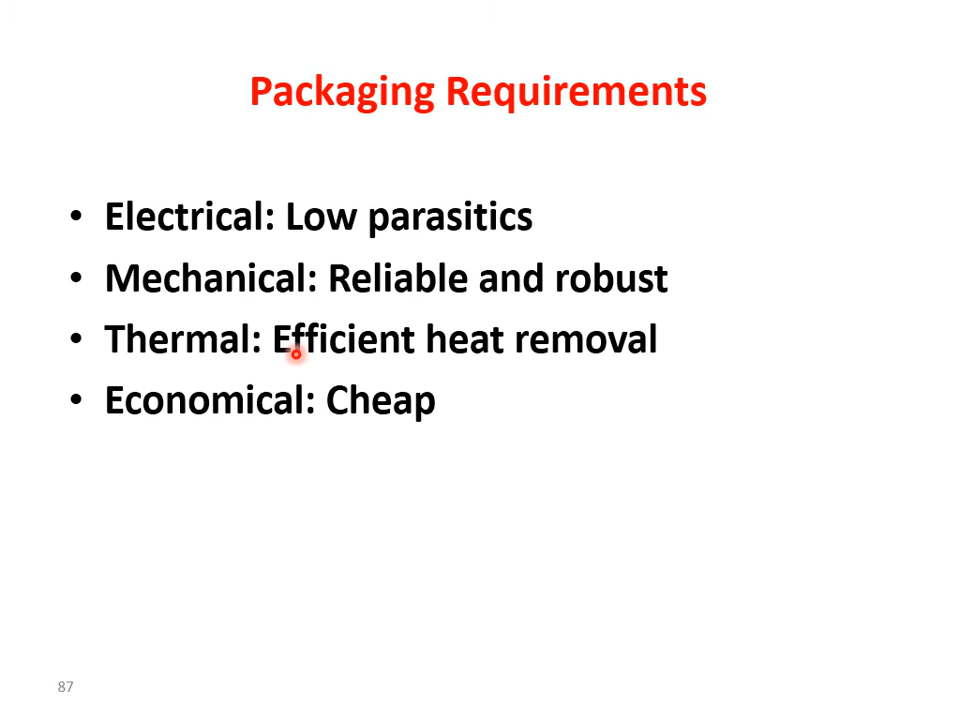 Packaging Requirements
• Electrical: Low parasitics
• Mechanical: Reliable and robust
• Thermal: Efficient heat removal
• Economical: Cheap
87